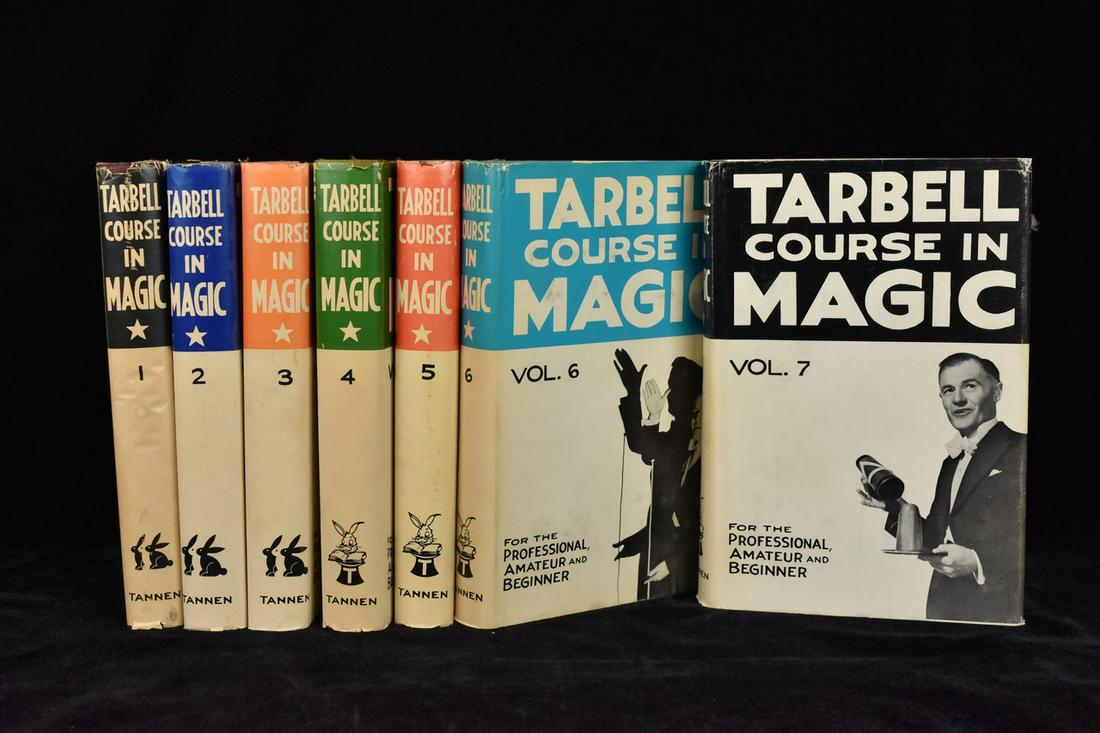 TARBELL
COURSE
IN
MAGIC
1
TANNEN
TARBELL
COURSE
IN
MAGIC
2
TANNEN
TARBELL
COURSE
IN
MAGIC
3
TANNEN
TARBELL
COURSE
IN
MAGIC
4
TANNEN
TARBELL
COURSE
IN
MAGIC
5
TANNEN
6
TARBELL
COURSE IN
MAGIC
VOL. 6
FOR THE
PROFESSIONAL,
AMATEUR AND
BEGINNER
TARBELL
COURSE IN
MAGIC
VOL. 7
FOR THE
PROFESSIONAL,
AMATEUR AND
BEGINNER